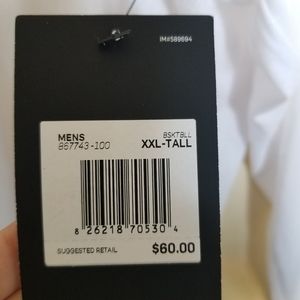 IM#589694
MENS BSKTBLL
867743-100 XXL-TALL
8 26218 70530 4
SUGGESTED RETAIL $60.00